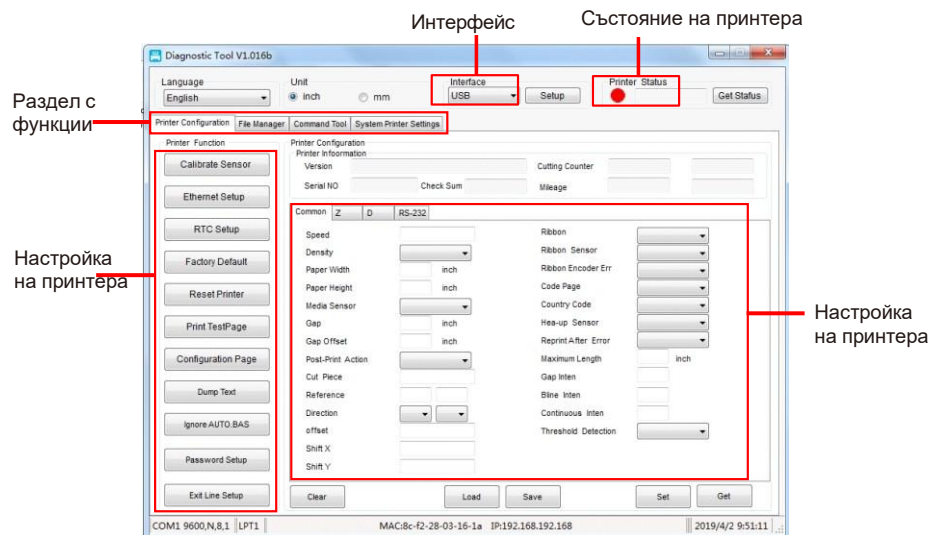 Интерфейс
Състояние на принтера
Diagnostic Tool V1.016b
Language
Unit
Interface
Printer Status
English
inch
mm
USB
Setup
Get Status
Раздел с
функции
Printer Configuration
File Manager
Command Tool
System Printer Settings
Printer Function
Printer Configuration
Printer Infoormation
Calibrate Sensor
Version
Cutting Counter
Serial NO
Check Sum
Mileage
Ethernet Setup
Common
Z
D
RS-232
RTC Setup
Speed
Ribbon
Density
Ribbon Sensor
Factory Default
Paper Width
inch
Ribbon Encoder Err
Настройка
на принтера
Paper Height
inch
Code Page
Reset Printer
Media Sensor
Country Code
Gap
inch
Hea-up Sensor
Настройка
на принтера
Print TestPage
Gap Offset
inch
Reprint After Error
Configuration Page
Post-Print Action
Maximum Length
inch
Cut Piece
Gap Inten
Dump Text
Reference
Bline Inten
Direction
Continuous Inten
Ignore AUTO.BAS
offset
Threshold Detection
Shift X
Password Setup
Shift Y
Exit Line Setup
Clear
Load
Save
Set
Get
COM1 9600,N,8,1
LPT1
MAC:8c-f2-28-03-16-1a IP:192.168.192.168
2019/4/2 9:51:11